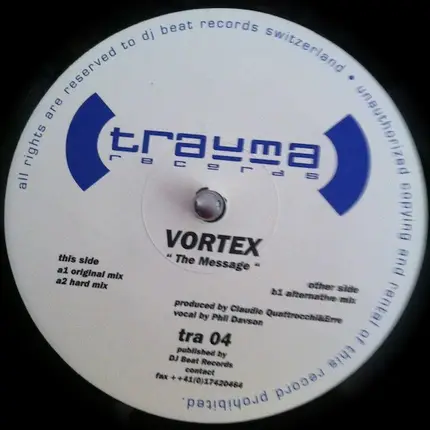 all rights are reserved to dj beat records switzerland • unauthorized copying and rental of this record prohibited.
trauma
records
VORTEX
" The Message "
this side
a1 original mix
a2 hard mix
other side
b1 alternative mix
produced by Claudio Quattrocchi&Erre
vocal by Phil Davson
tra 04
published by
DJ Beat Records
contact
fax ++41(0)17420464